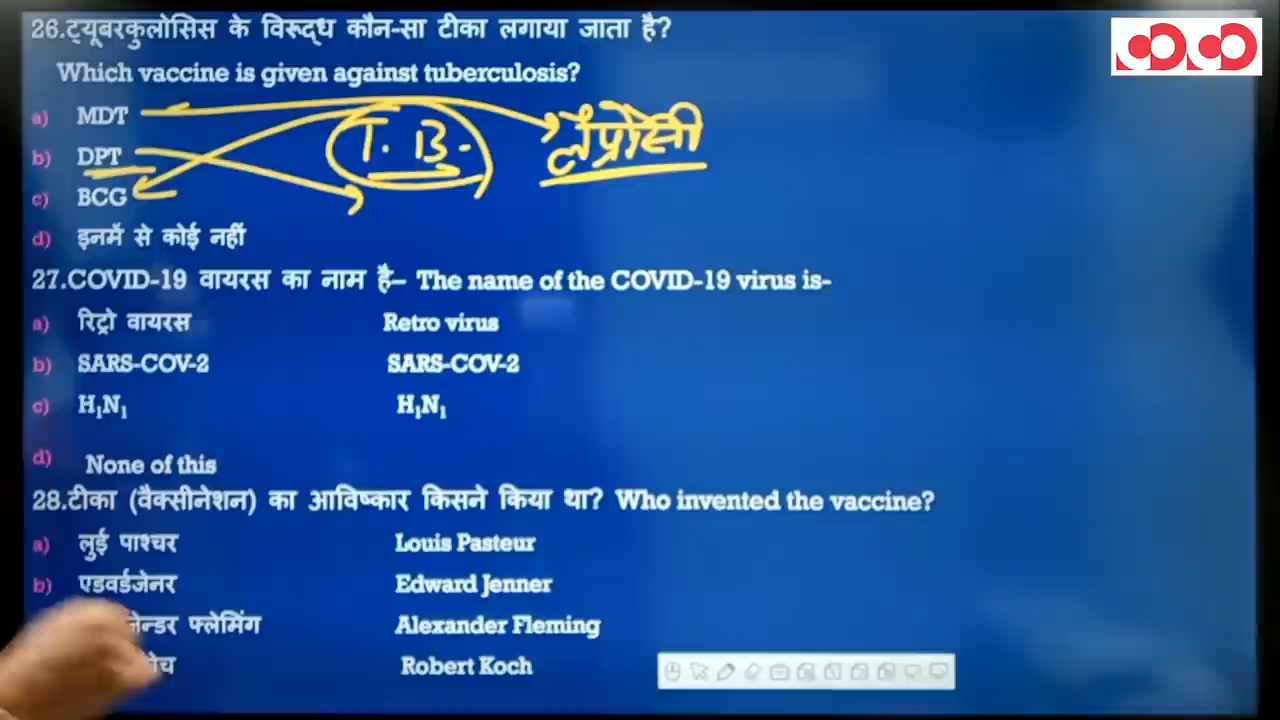 26.ट्यूबरकुलोसिस के विरूद्ध कौन-सा टीका लगाया जाता है?
Which vaccine is given against tuberculosis?
a) MDT
T. B.
लेप्रोसी
b) DPT
c) BCG
d) इनमें से कोई नहीं
27.COVID-19 वायरस का नाम है– The name of the COVID-19 virus is-
a) रिट्रो वायरस Retro virus
b) SARS-COV-2 SARS-COV-2
c) H₁N₁ H₁N₁
d) None of this
28.टीका (वैक्सीनेशन) का आविष्कार किसने किया था? Who invented the vaccine?
a) लुई पाश्चर Louis Pasteur
b) एडवर्डजेनर Edward Jenner
फ्लेमिंग Alexander Fleming
Robert Koch